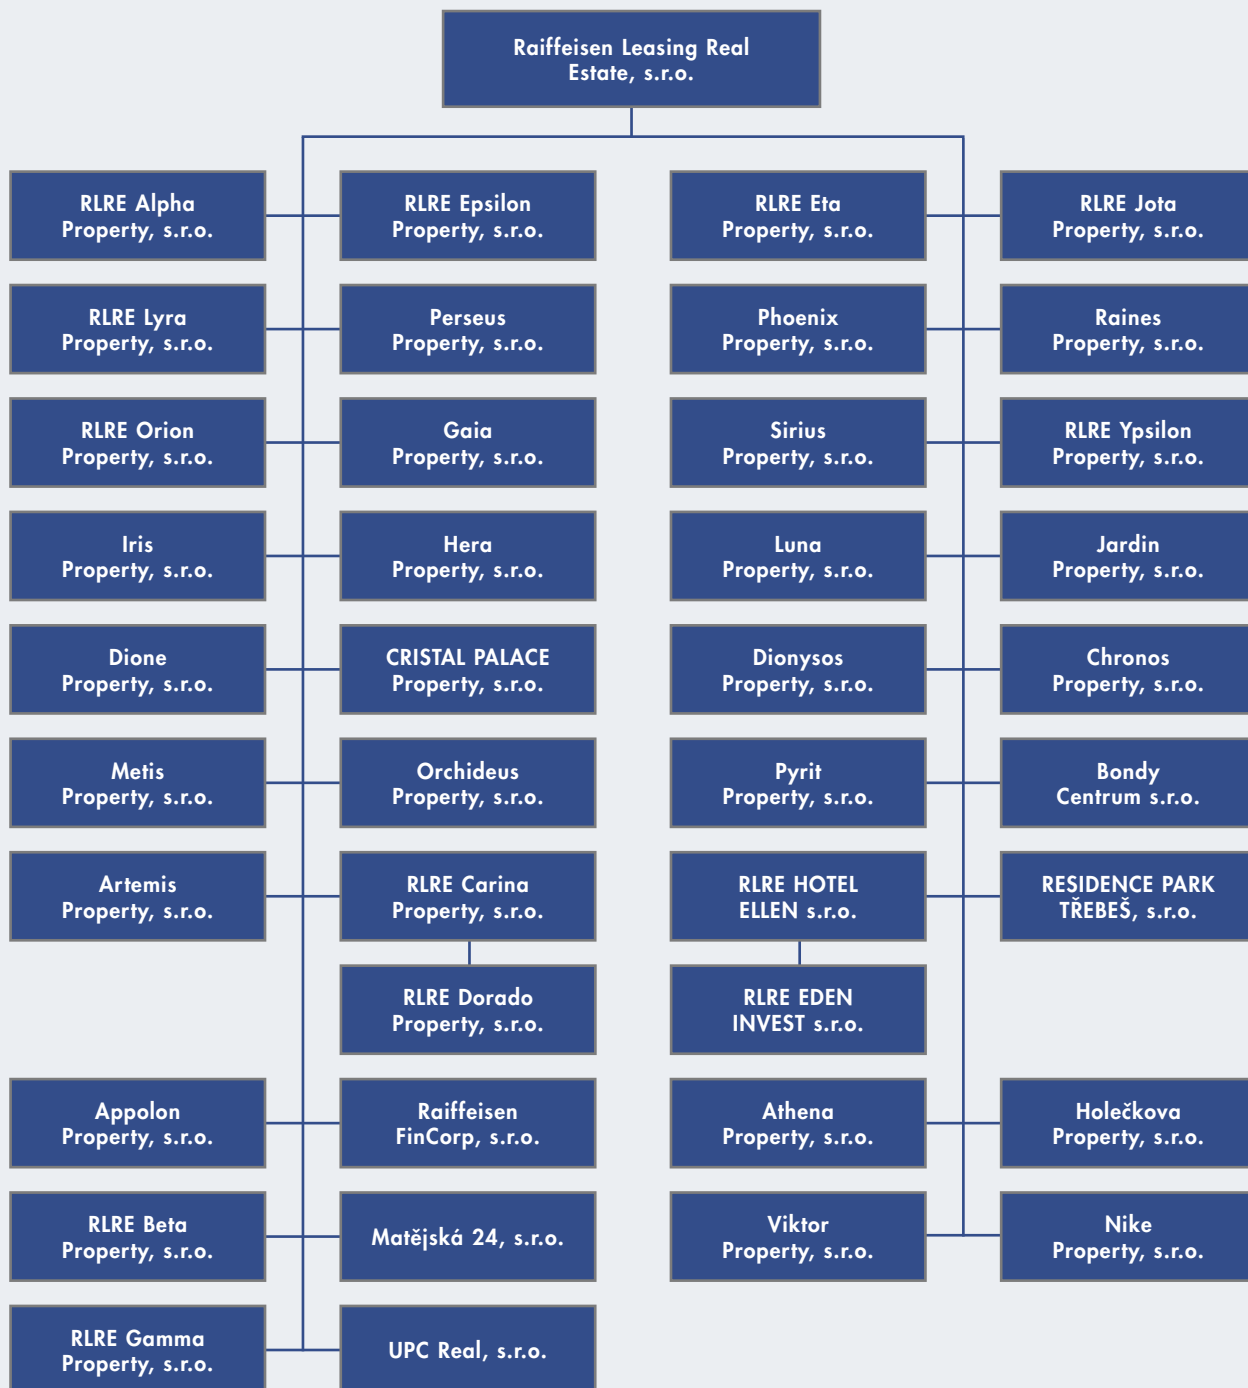 Raiffeisen Leasing Real
Estate, s.r.o.
RLRE Alpha
Property, s.r.o.
RLRE Epsilon
Property, s.r.o.
RLRE Eta
Property, s.r.o.
RLRE Jota
Property, s.r.o.
RLRE Lyra
Property, s.r.o.
Perseus
Property, s.r.o.
Phoenix
Property, s.r.o.
Raines
Property, s.r.o.
RLRE Orion
Property, s.r.o.
Gaia
Property, s.r.o.
Sirius
Property, s.r.o.
RLRE Ypsilon
Property, s.r.o.
Iris
Property, s.r.o.
Hera
Property, s.r.o.
Luna
Property, s.r.o.
Jardin
Property, s.r.o.
Dione
Property, s.r.o.
CRISTAL PALACE
Property, s.r.o.
Dionysos
Property, s.r.o.
Chronos
Property, s.r.o.
Metis
Property, s.r.o.
Orchideus
Property, s.r.o.
Pyrit
Property, s.r.o.
Bondy
Centrum s.r.o.
Artemis
Property, s.r.o.
RLRE Carina
Property, s.r.o.
RLRE HOTEL
ELLEN s.r.o.
RESIDENCE PARK
TŘEBEŠ, s.r.o.
RLRE Dorado
Property, s.r.o.
RLRE EDEN
INVEST s.r.o.
Appolon
Property, s.r.o.
Raiffeisen
FinCorp, s.r.o.
Athena
Property, s.r.o.
Holečkova
Property, s.r.o.
RLRE Beta
Property, s.r.o.
Matějská 24, s.r.o.
Viktor
Property, s.r.o.
Nike
Property, s.r.o.
RLRE Gamma
Property, s.r.o.
UPC Real, s.r.o.